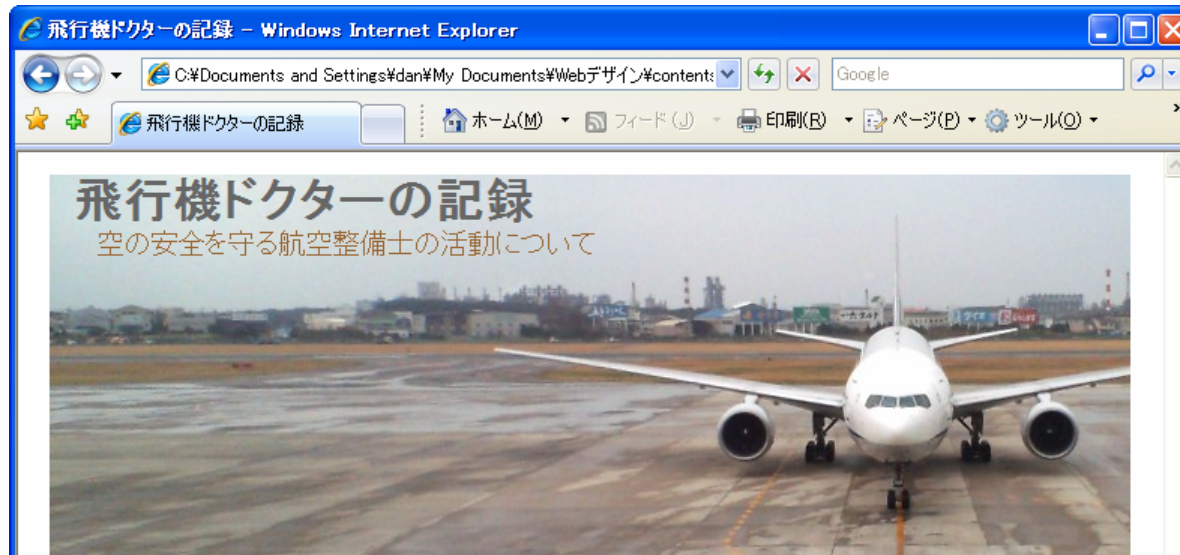 飛行機ドクターの記録 - Windows Internet Explorer
C:¥Documents and Settings¥dan¥My Documents¥Webデザイン¥contents
Google
飛行機ドクターの記録
ホーム(M)
フィード(J)
印刷(R)
ページ(P)
ツール(O)
»
飛行機ドクターの記録
空の安全を守る航空整備士の活動について